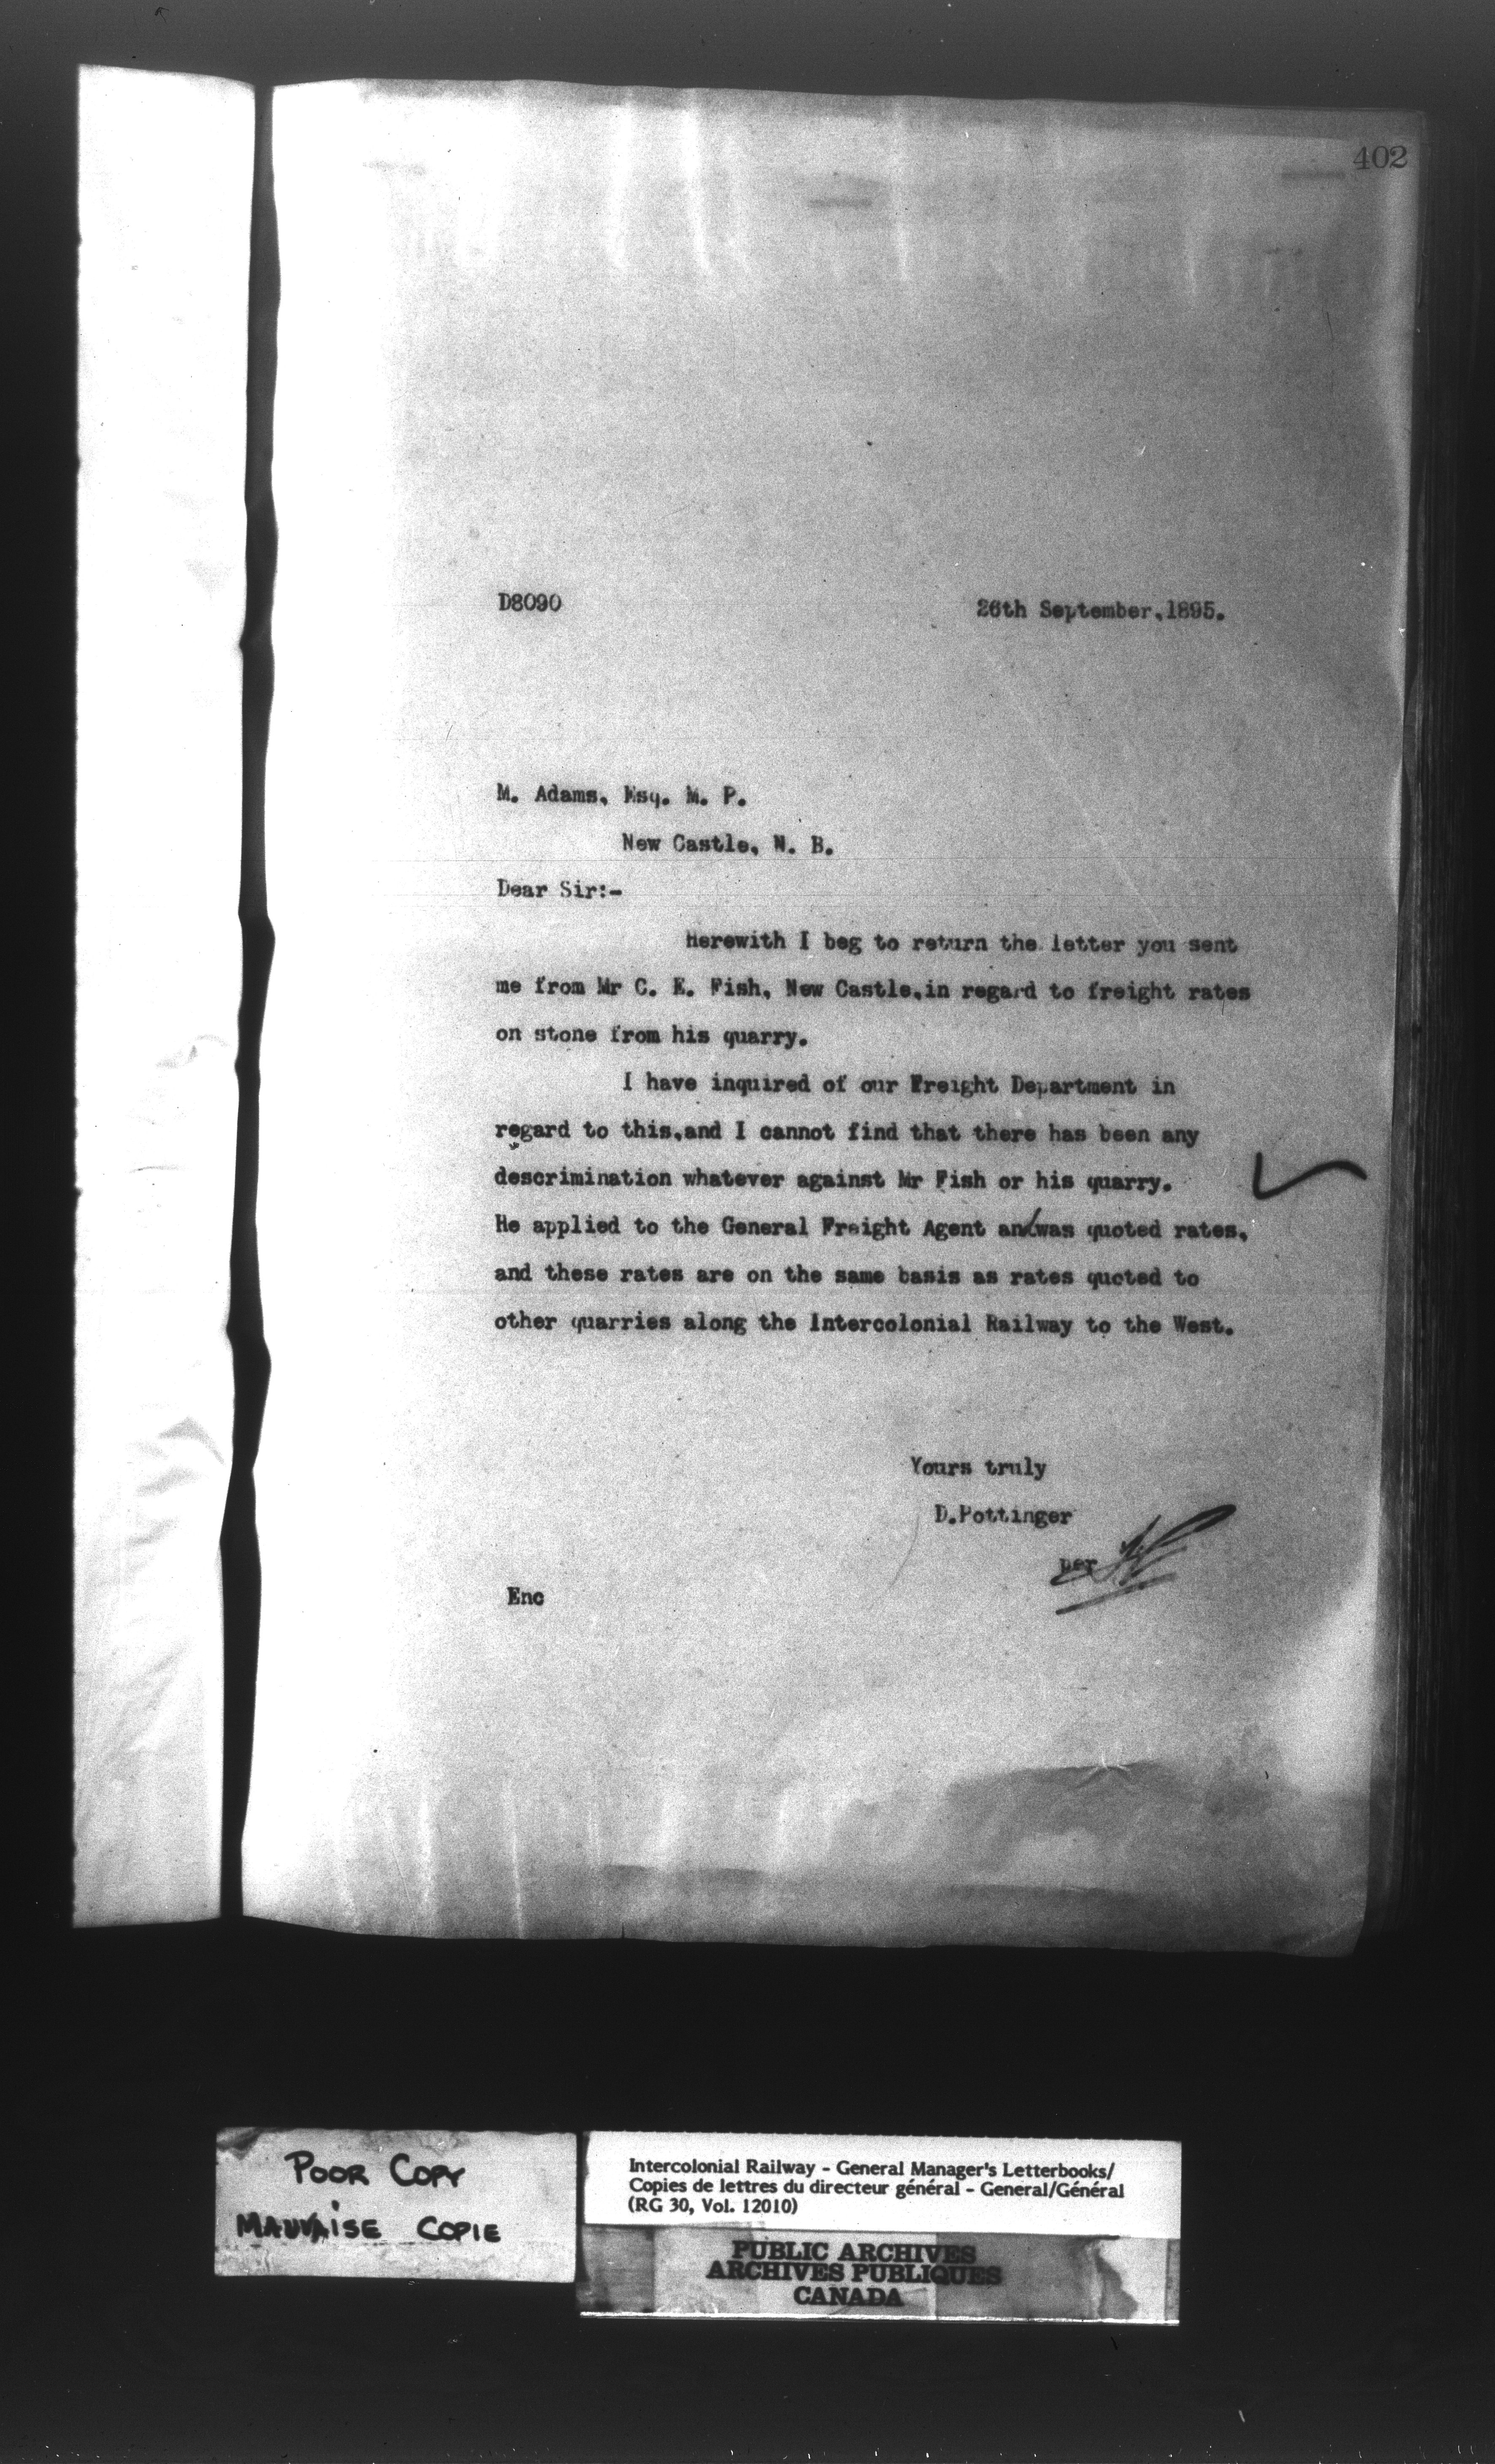 402
D8090 26th September,1895.
M. Adams, Esq. M. P.
New Castle, N. B.
Dear Sir:-
Herewith I beg to return the letter you sent
me from Mr C. E. Fish, New Castle,in regard to freight rates
on stone from his quarry.
I have inquired of our Freight Department in
regard to this,and I cannot find that there has been any
descrimination whatever against Mr Fish or his quarry.
He applied to the General Freight Agent and was quoted rates,
and these rates are on the same basis as rates quoted to
other quarries along the Intercolonial Railway to the West.
Yours truly
D.Pottinger
per
Enc
POOR COPY
MAUVAISE COPIE
Intercolonial Railway - General Manager's Letterbooks/
Copies de lettres du directeur général - General/Général
(RG 30, Vol. 12010)
PUBLIC ARCHIVES
ARCHIVES PUBLIQUES
CANADA